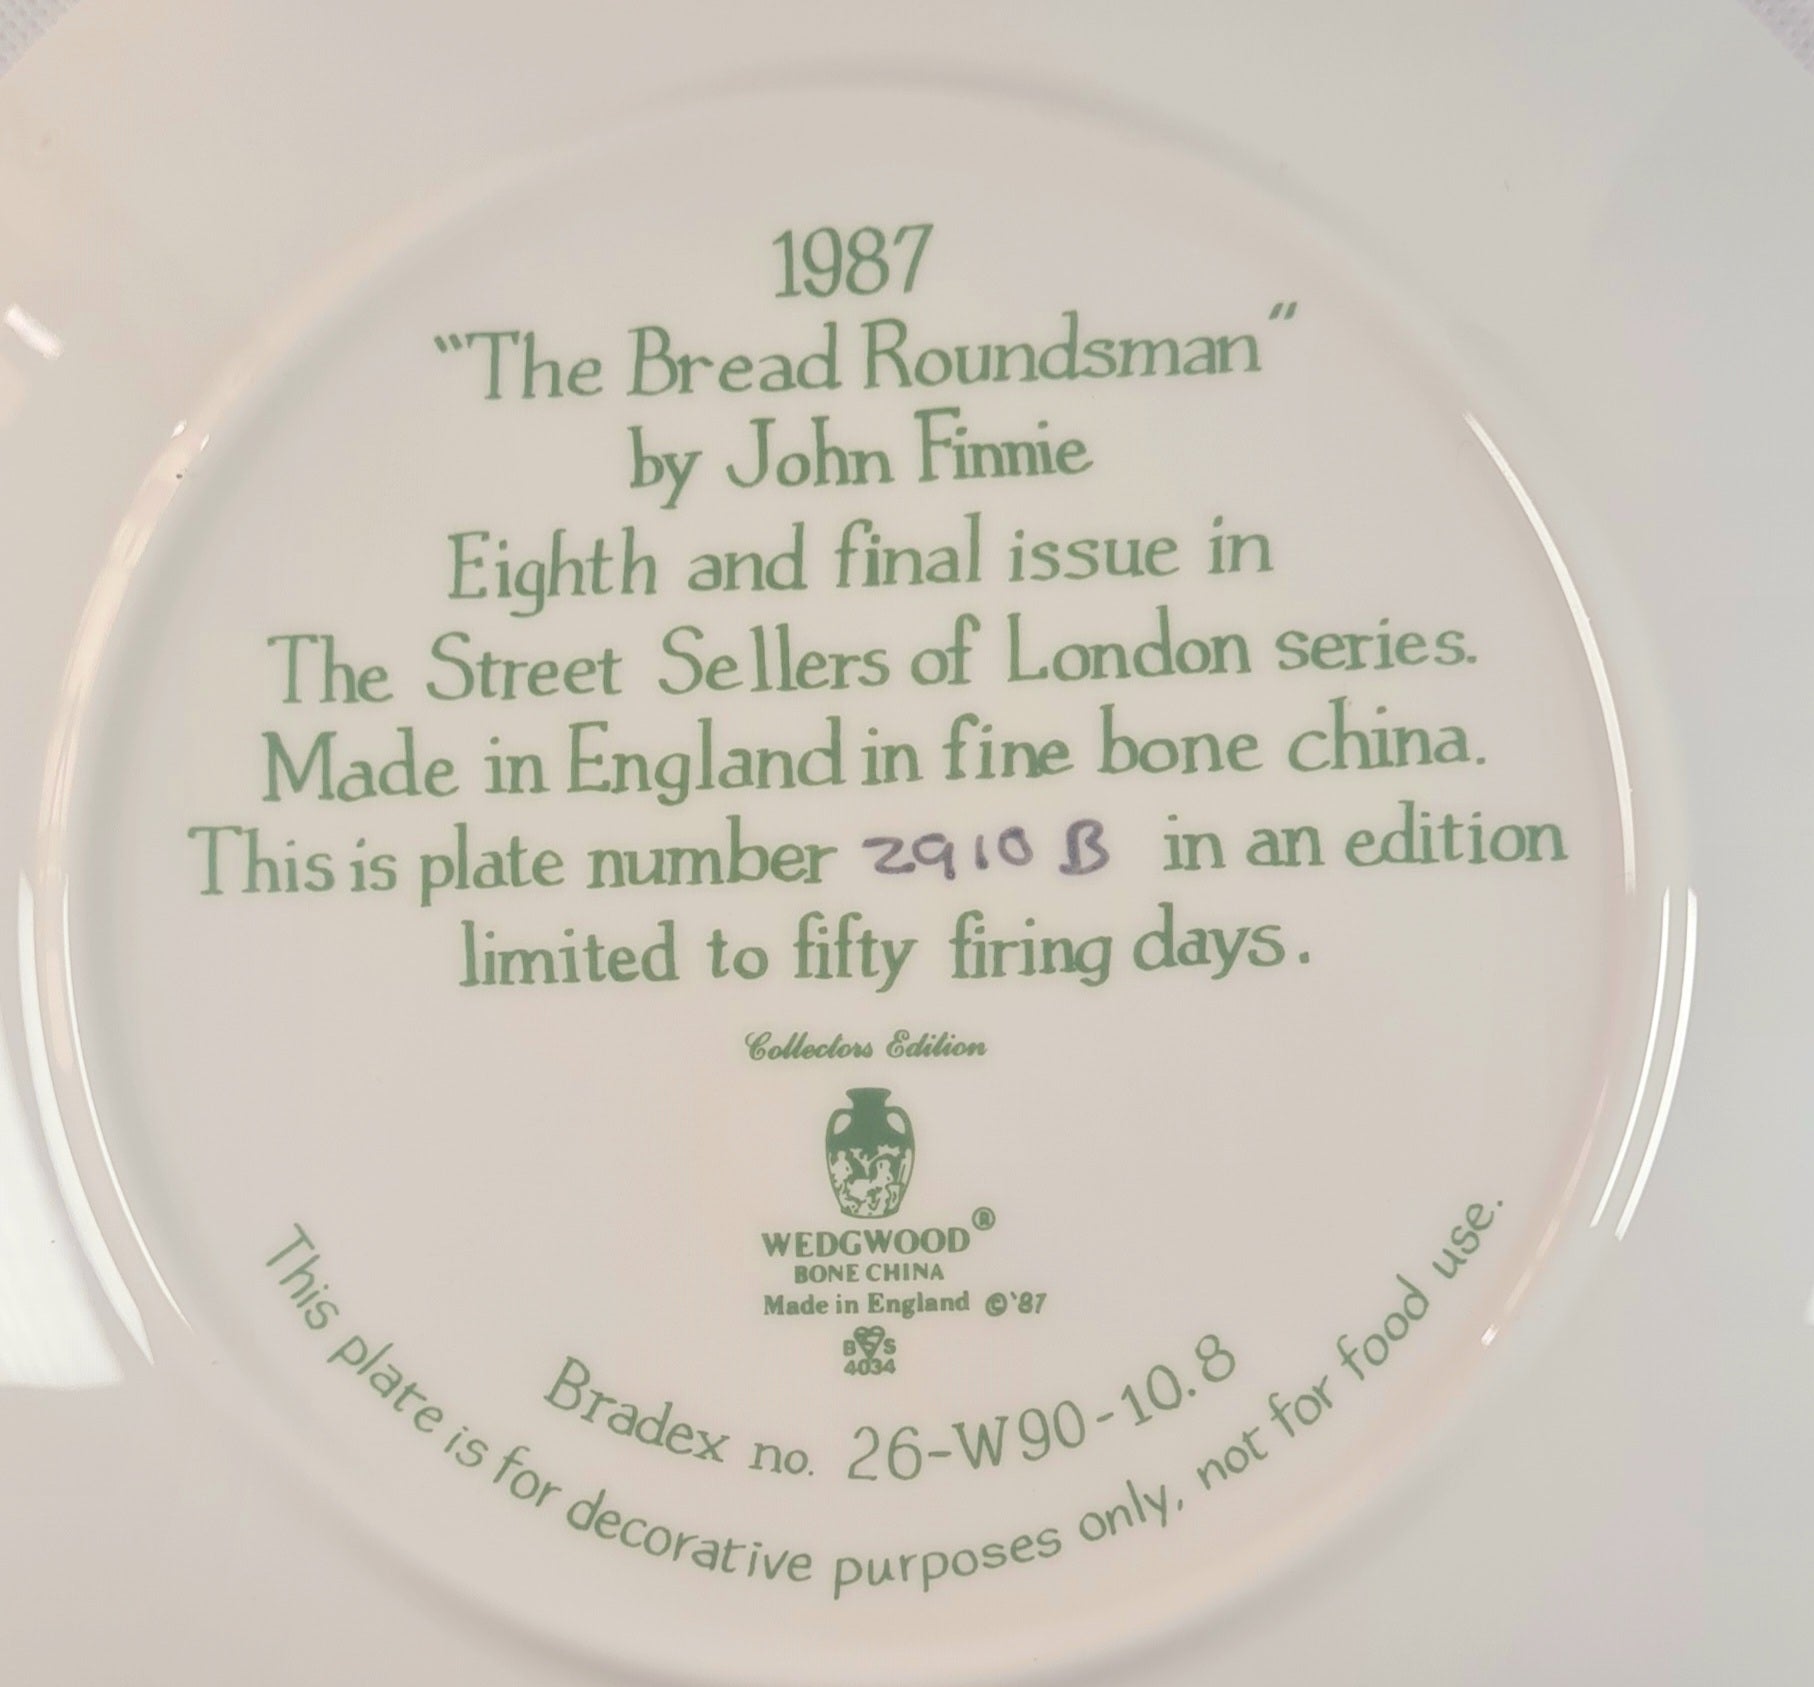 1987
"The Bread Roundsman"
by John Finnie
Eighth and final issue in
The Street Sellers of London series.
Made in England in fine bone china.
This is plate number 2910 B in an edition
limited to fifty firing days.
Collectors Edition
WEDGWOOD®
BONE CHINA
Made in England ©'87
B S
4034
Bradex no. 26-W90-10.8
This plate is for decorative purposes only, not for food use.